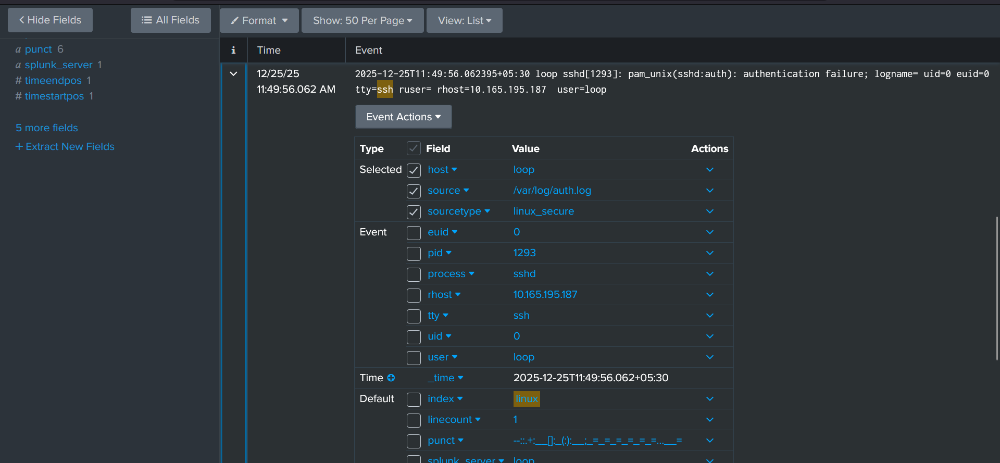 Hide Fields
All Fields
Format
Show: 50 Per Page
View: List
a punct 6
a splunk_server 1
# timeendpos 1
# timestartpos 1
5 more fields
+ Extract New Fields
i Time Event
12/25/25
11:49:56.062 AM
2025-12-25T11:49:56.062395+05:30 loop sshd[1293]: pam_unix(sshd:auth): authentication failure; logname= uid=0 euid=0
tty=ssh ruser= rhost=10.165.195.187  user=loop
Event Actions
Type Field Value Actions
Selected host loop
source /var/log/auth.log
sourcetype linux_secure
Event euid 0
pid 1293
process sshd
rhost 10.165.195.187
tty ssh
uid 0
user loop
Time _time 2025-12-25T11:49:56.062+05:30
Default index linux
linecount 1
punct --::.+:__[]:_(:):__;_=_=_=_=_=_=...__=
splunk_server loop